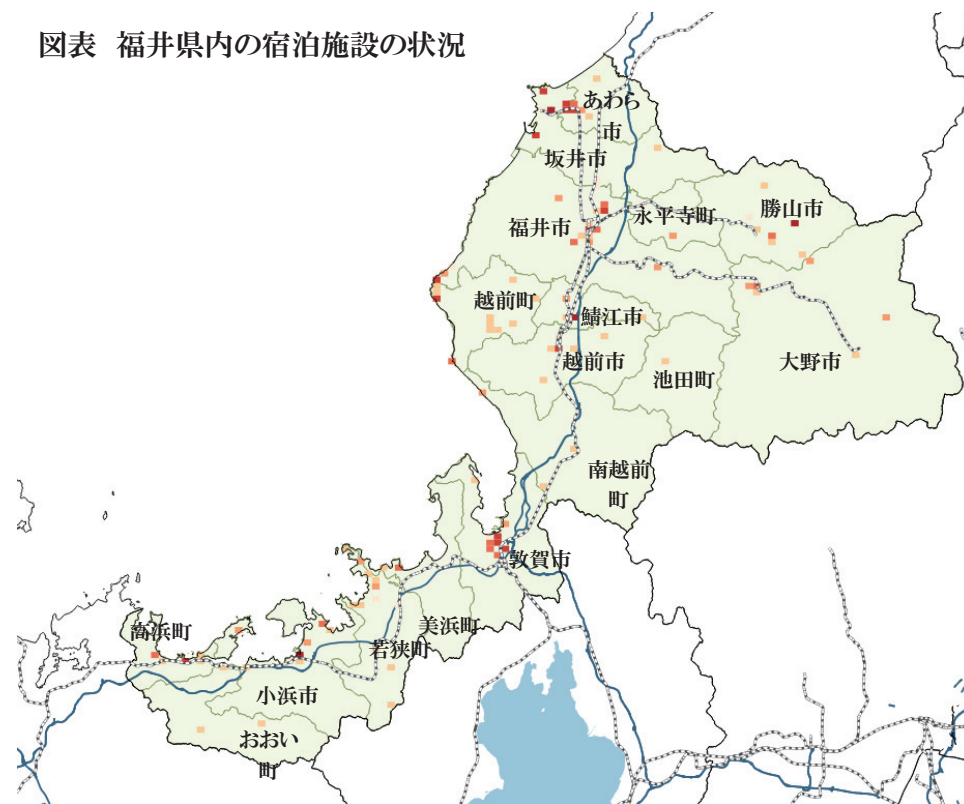 図表 福井県内の宿泊施設の状況
あわら
市
坂井市
勝山市
永平寺町
福井市
越前町
鯖江市
越前市
大野市
池田町
南越前
町
敦賀市
美浜町
高浜町
若狭町
小浜市
おおい
町